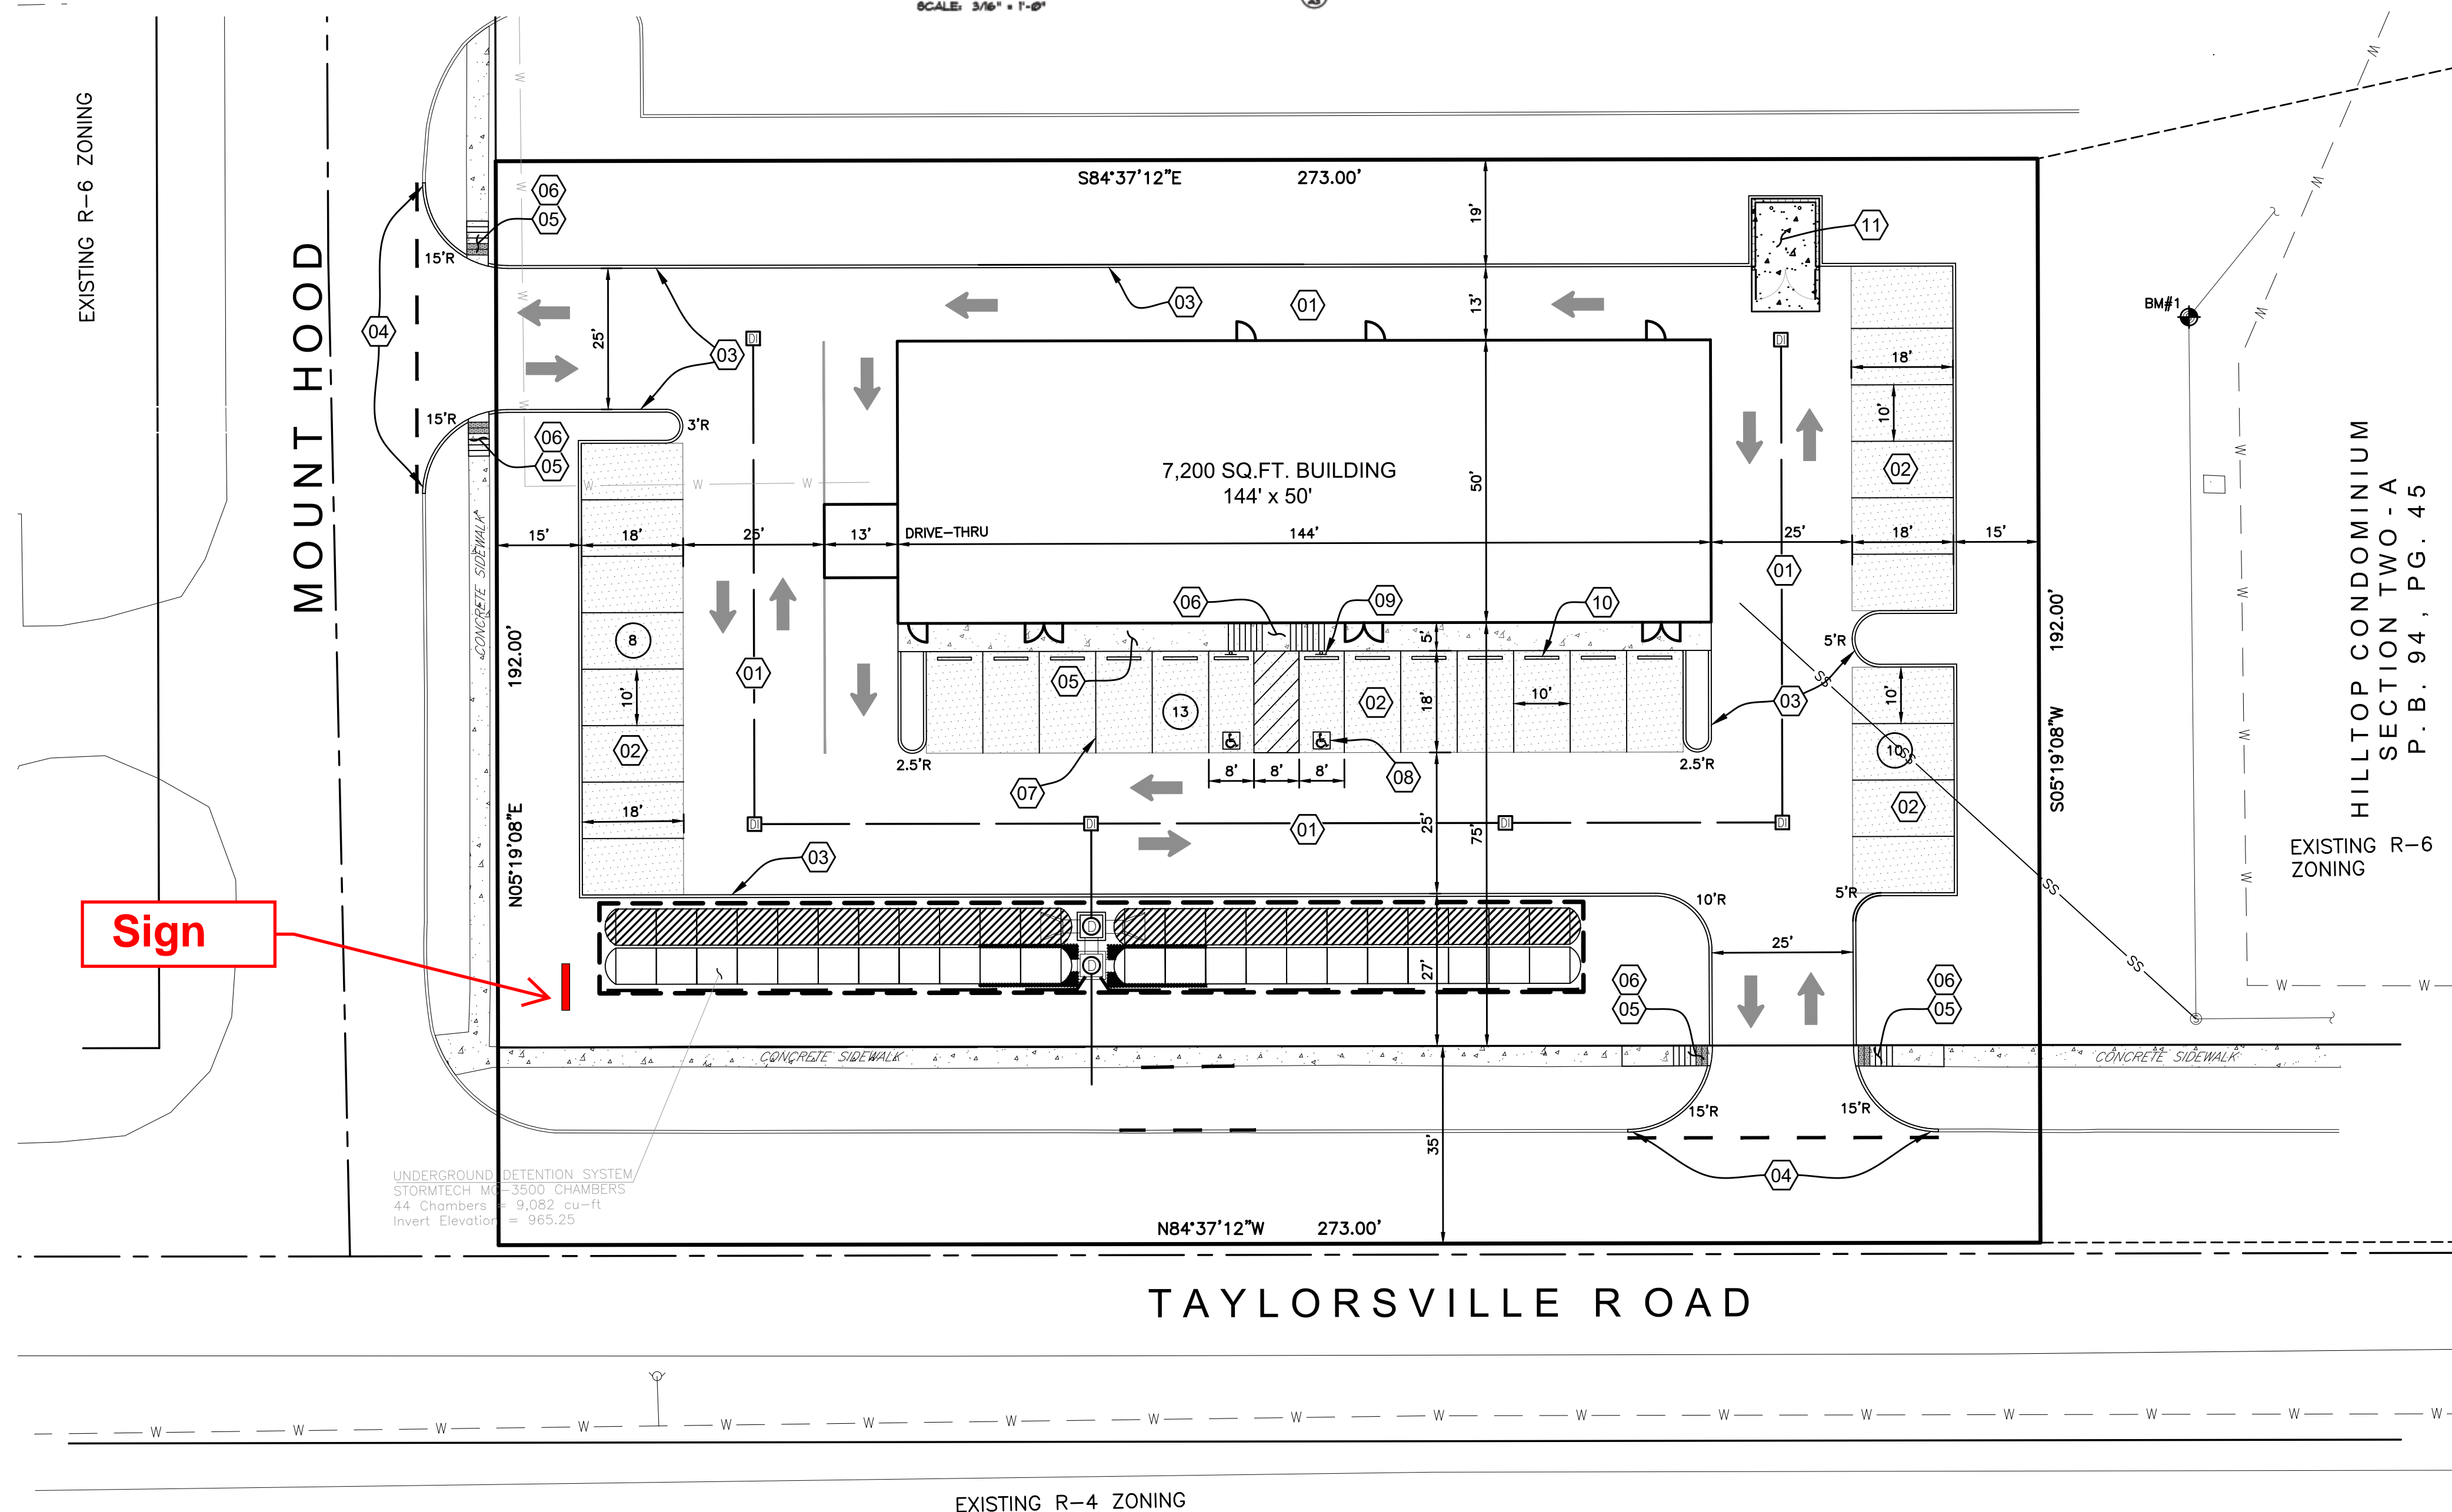 SCALE: 3/16" = 1'-0"
A3
EXISTING R-6 ZONING
MOUNT HOOD
S84°37'12"E 273.00'
06
05
15'R
04
25'
03
03
01
19'
13'
11
BM#1
W
DI
DI
15'R
06
05
3'R
7,200 SQ.FT. BUILDING
144' x 50'
50'
18'
10'
02
CONCRETE SIDEWALK
15'
18'
25'
13'
DRIVE-THRU
144'
25'
18'
15'
01
06
09
10
HILLTOP CONDOMINIUM
SECTION TWO - A
P.B. 94, PG. 45
192.00'
N05°19'08"E
8
10'
02
18'
01
05
5'
13
02
18'
10'
5'R
03
10'
10
02
192.00'
S05°19'08"W
SS
2.5'R
07
8'
8'
8'
08
2.5'R
25'
75'
DI
DI
DI
DI
01
03
EXISTING R-6
ZONING
Sign
D
D
27'
10'R
5'R
25'
06
05
06
05
CONCRETE SIDEWALK
CONCRETE SIDEWALK
35'
15'R
15'R
04
UNDERGROUND DETENTION SYSTEM
STORMTECH MC-3500 CHAMBERS
44 Chambers = 9,082 cu-ft
Invert Elevation = 965.25
N84°37'12"W 273.00'
TAYLORSVILLE ROAD
W W W W W W W W W W W W W W W W W
EXISTING R-4 ZONING